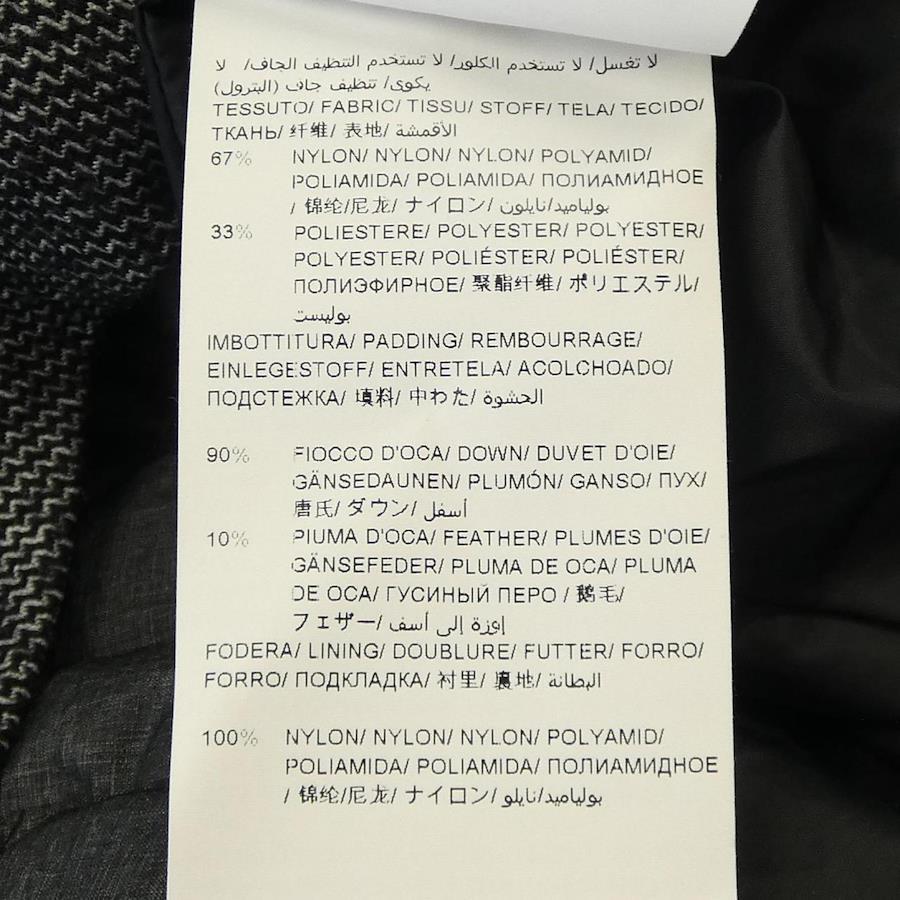 لا تغسل/ لا تستخدم الكلور/ لا تستخدم التنظيف الجاف/ لا
يكوى/ تنظيف جاف (البترول)
TESSUTO/ FABRIC/ TISSU/ STOFF/ TELA/ TECIDO/
ТКАНЬ/ 纤维/ 表地/ الأقمشة
67% NYLON/ NYLON/ NYLON/ POLYAMID/
POLIAMIDA/ POLIAMIDA/ ПОЛИАМИДНОЕ
/ 锦纶/尼龙/ ナイロン/ بولياميد/نايلون
33% POLIESTERE/ POLYESTER/ POLYESTER/
POLYESTER/ POLIÉSTER/ POLIÉSTER/
ПОЛИЭФИРНОЕ/ 聚酯纤维/ ポリエステル/
بوليست
IMBOTTITURA/ PADDING/ REMBOURRAGE/
EINLEGESTOFF/ ENTRETELA/ ACOLCHOADO/
ПОДСТЕЖКА/ 填料/ 中わた/ الحشوة
90% FIOCCO D'OCA/ DOWN/ DUVET D'OIE/
GÄNSEDAUNEN/ PLUMÓN/ GANSO/ ПУХ/
唐氏/ ダウン/ أسفل
10% PIUMA D'OCA/ FEATHER/ PLUMES D'OIE/
GÄNSEFEDER/ PLUMA DE OCA/ PLUMA
DE OCA/ ГУСИНЫЙ ПЕРО / 鹅毛/
フェザー/ إوزة إلى أسف
FODERA/ LINING/ DOUBLURE/ FUTTER/ FORRO/
FORRO/ ПОДКЛАДКА/ 衬里/ 裏地/ البطانة
100% NYLON/ NYLON/ NYLON/ POLYAMID/
POLIAMIDA/ POLIAMIDA/ ПОЛИАМИДНОЕ
/ 锦纶/尼龙/ ナイロン/ بولياميد/نايلو